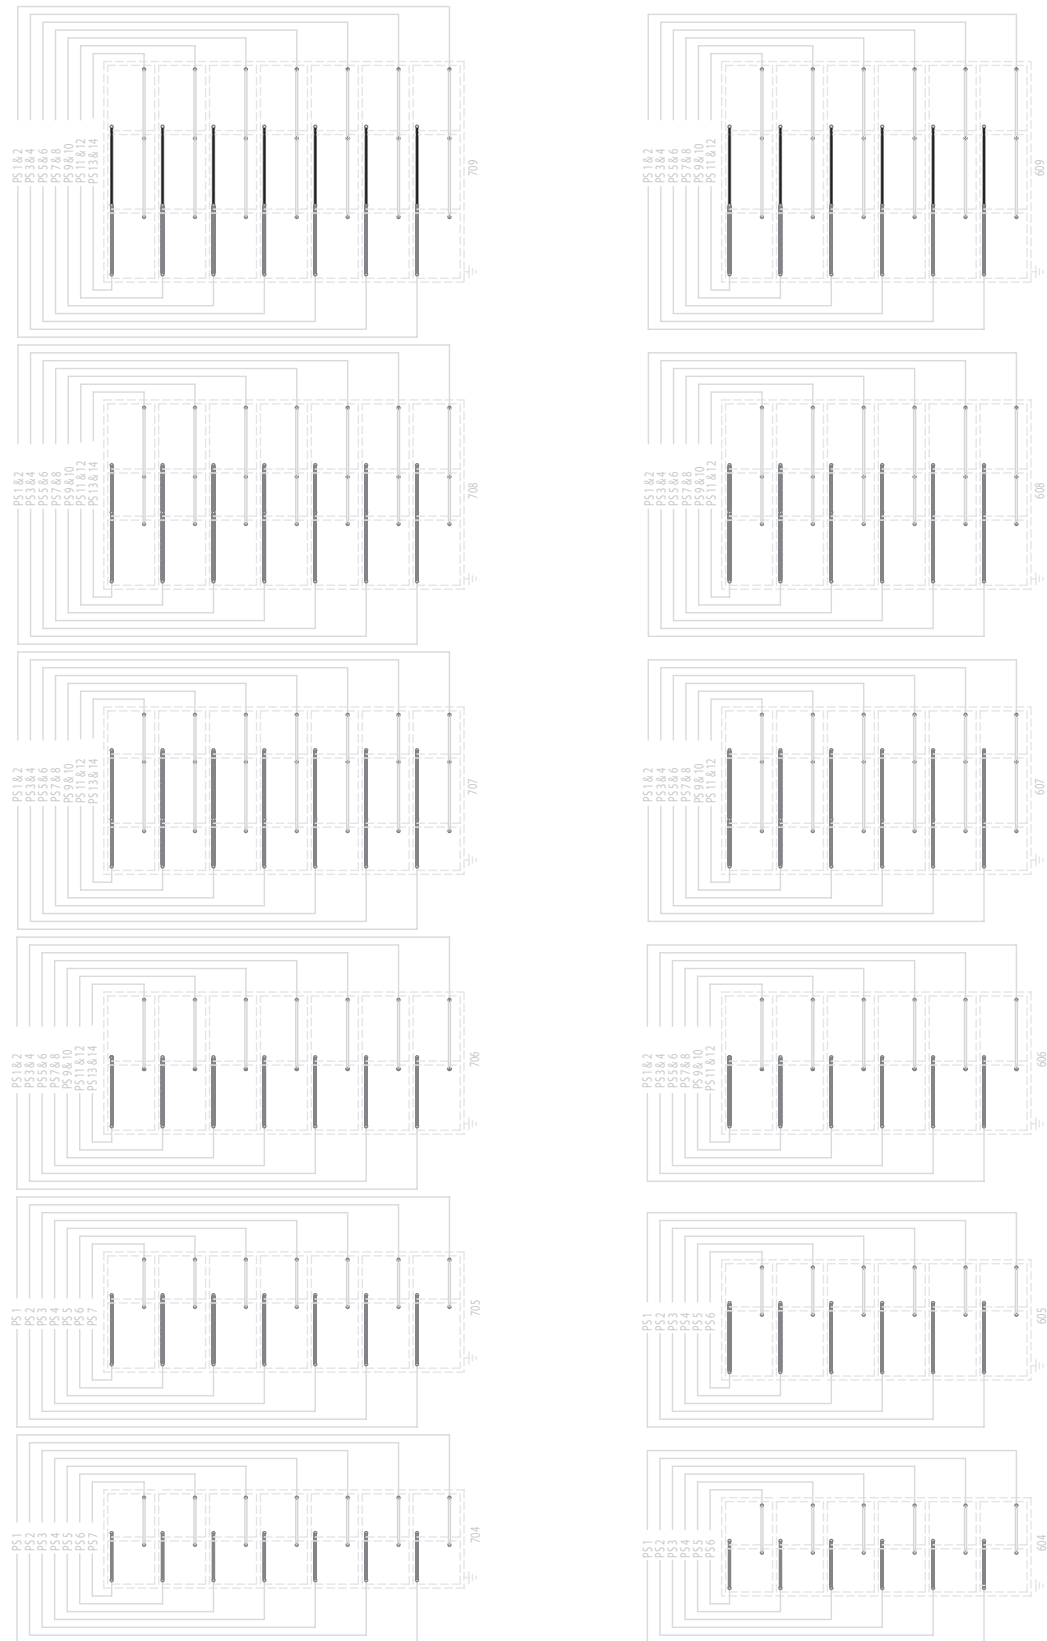 PS 1 & 2
PS 3 & 4
PS 5 & 6
PS 7 & 8
PS 9 & 10
PS 11 & 12
PS 13 & 14
709
PS 1 & 2
PS 3 & 4
PS 5 & 6
PS 7 & 8
PS 9 & 10
PS 11 & 12
609
PS 1 & 2
PS 3 & 4
PS 5 & 6
PS 7 & 8
PS 9 & 10
PS 11 & 12
PS 13 & 14
708
PS 1 & 2
PS 3 & 4
PS 5 & 6
PS 7 & 8
PS 9 & 10
PS 11 & 12
608
PS 1 & 2
PS 3 & 4
PS 5 & 6
PS 7 & 8
PS 9 & 10
PS 11 & 12
PS 13 & 14
707
PS 1 & 2
PS 3 & 4
PS 5 & 6
PS 7 & 8
PS 9 & 10
PS 11 & 12
607
PS 1 & 2
PS 3 & 4
PS 5 & 6
PS 7 & 8
PS 9 & 10
PS 11 & 12
PS 13 & 14
706
PS 1 & 2
PS 3 & 4
PS 5 & 6
PS 7 & 8
PS 9 & 10
PS 11 & 12
606
PS 1
PS 2
PS 3
PS 4
PS 5
PS 6
PS 7
705
PS 1
PS 2
PS 3
PS 4
PS 5
PS 6
605
PS 1
PS 2
PS 3
PS 4
PS 5
PS 6
PS 7
704
PS 1
PS 2
PS 3
PS 4
PS 5
PS 6
604